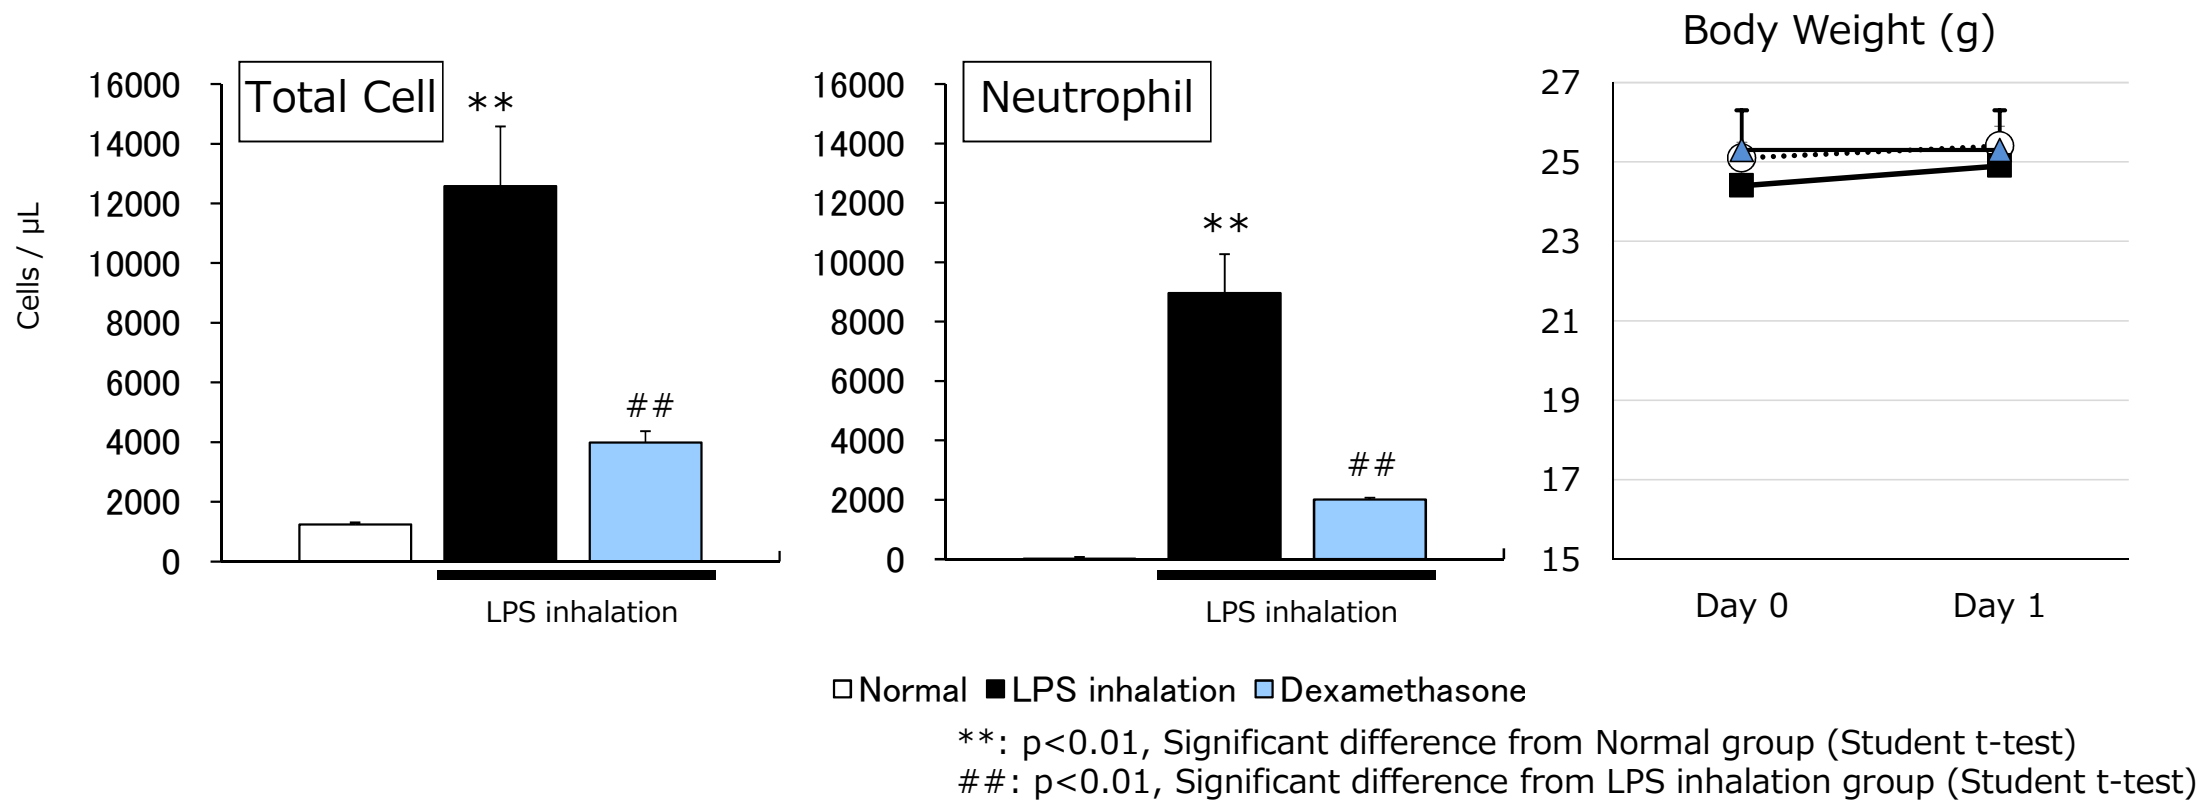 Body Weight (g)
Total Cell
**
Neutrophil
Cells / µL
16000
14000
12000
10000
8000
6000
4000
2000
0
##
LPS inhalation
16000
14000
12000
10000
8000
6000
4000
2000
0
**
##
LPS inhalation
27
25
23
21
19
17
15
Day 0 Day 1
Normal LPS inhalation Dexamethasone
**: p<0.01, Significant difference from Normal group (Student t-test)
##: p<0.01, Significant difference from LPS inhalation group (Student t-test)